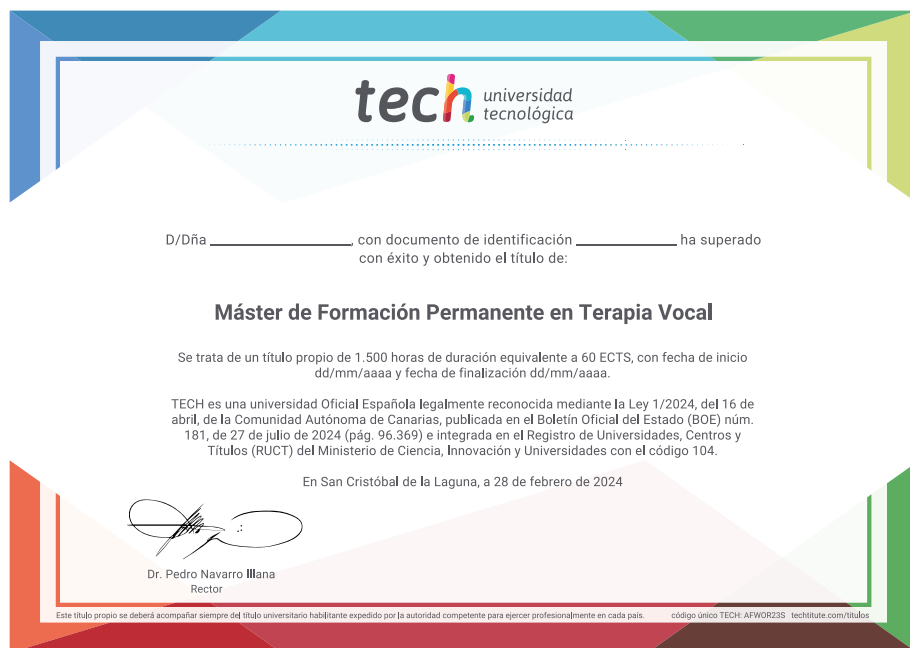 tech universidad
tecnológica
D/Dña ______________, con documento de identificación __________ ha superado
con éxito y obtenido el título de:
Máster de Formación Permanente en Terapia Vocal
Se trata de un título propio de 1.500 horas de duración equivalente a 60 ECTS, con fecha de inicio
dd/mm/aaaa y fecha de finalización dd/mm/aaaa.
TECH es una universidad Oficial Española legalmente reconocida mediante la Ley 1/2024, del 16 de
abril, de la Comunidad Autónoma de Canarias, publicada en el Boletín Oficial del Estado (BOE) núm.
181, de 27 de julio de 2024 (pág. 96.369) e integrada en el Registro de Universidades, Centros y
Títulos (RUCT) del Ministerio de Ciencia, Innovación y Universidades con el código 104.
En San Cristóbal de la Laguna, a 28 de febrero de 2024
Dr. Pedro Navarro Illana
Rector
Este título propio se deberá acompañar siempre del título universitario habilitante expedido por la autoridad competente para ejercer profesionalmente en cada país. código único TECH: AFWOR23S techtitute.com/titulos